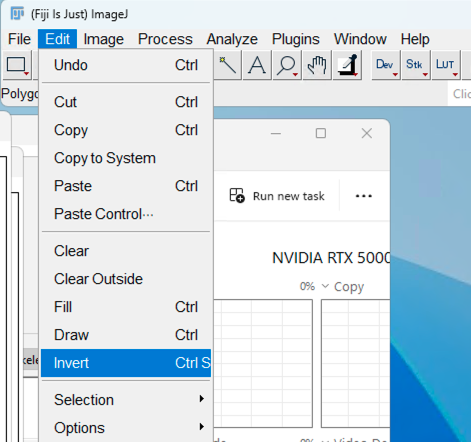 (Fiji Is Just) ImageJ
File Edit Image Process Analyze Plugins Window Help
A Dev Stk LUT
Polygo
Clic
Undo Ctrl
Cut Ctrl
Copy Ctrl
Copy to System
Paste Ctrl
Paste Control...
Run new task
Clear
NVIDIA RTX 5000
Clear Outside
0% Copy
Fill Ctrl
Draw Ctrl
Invert Ctrl S
Selection
Options